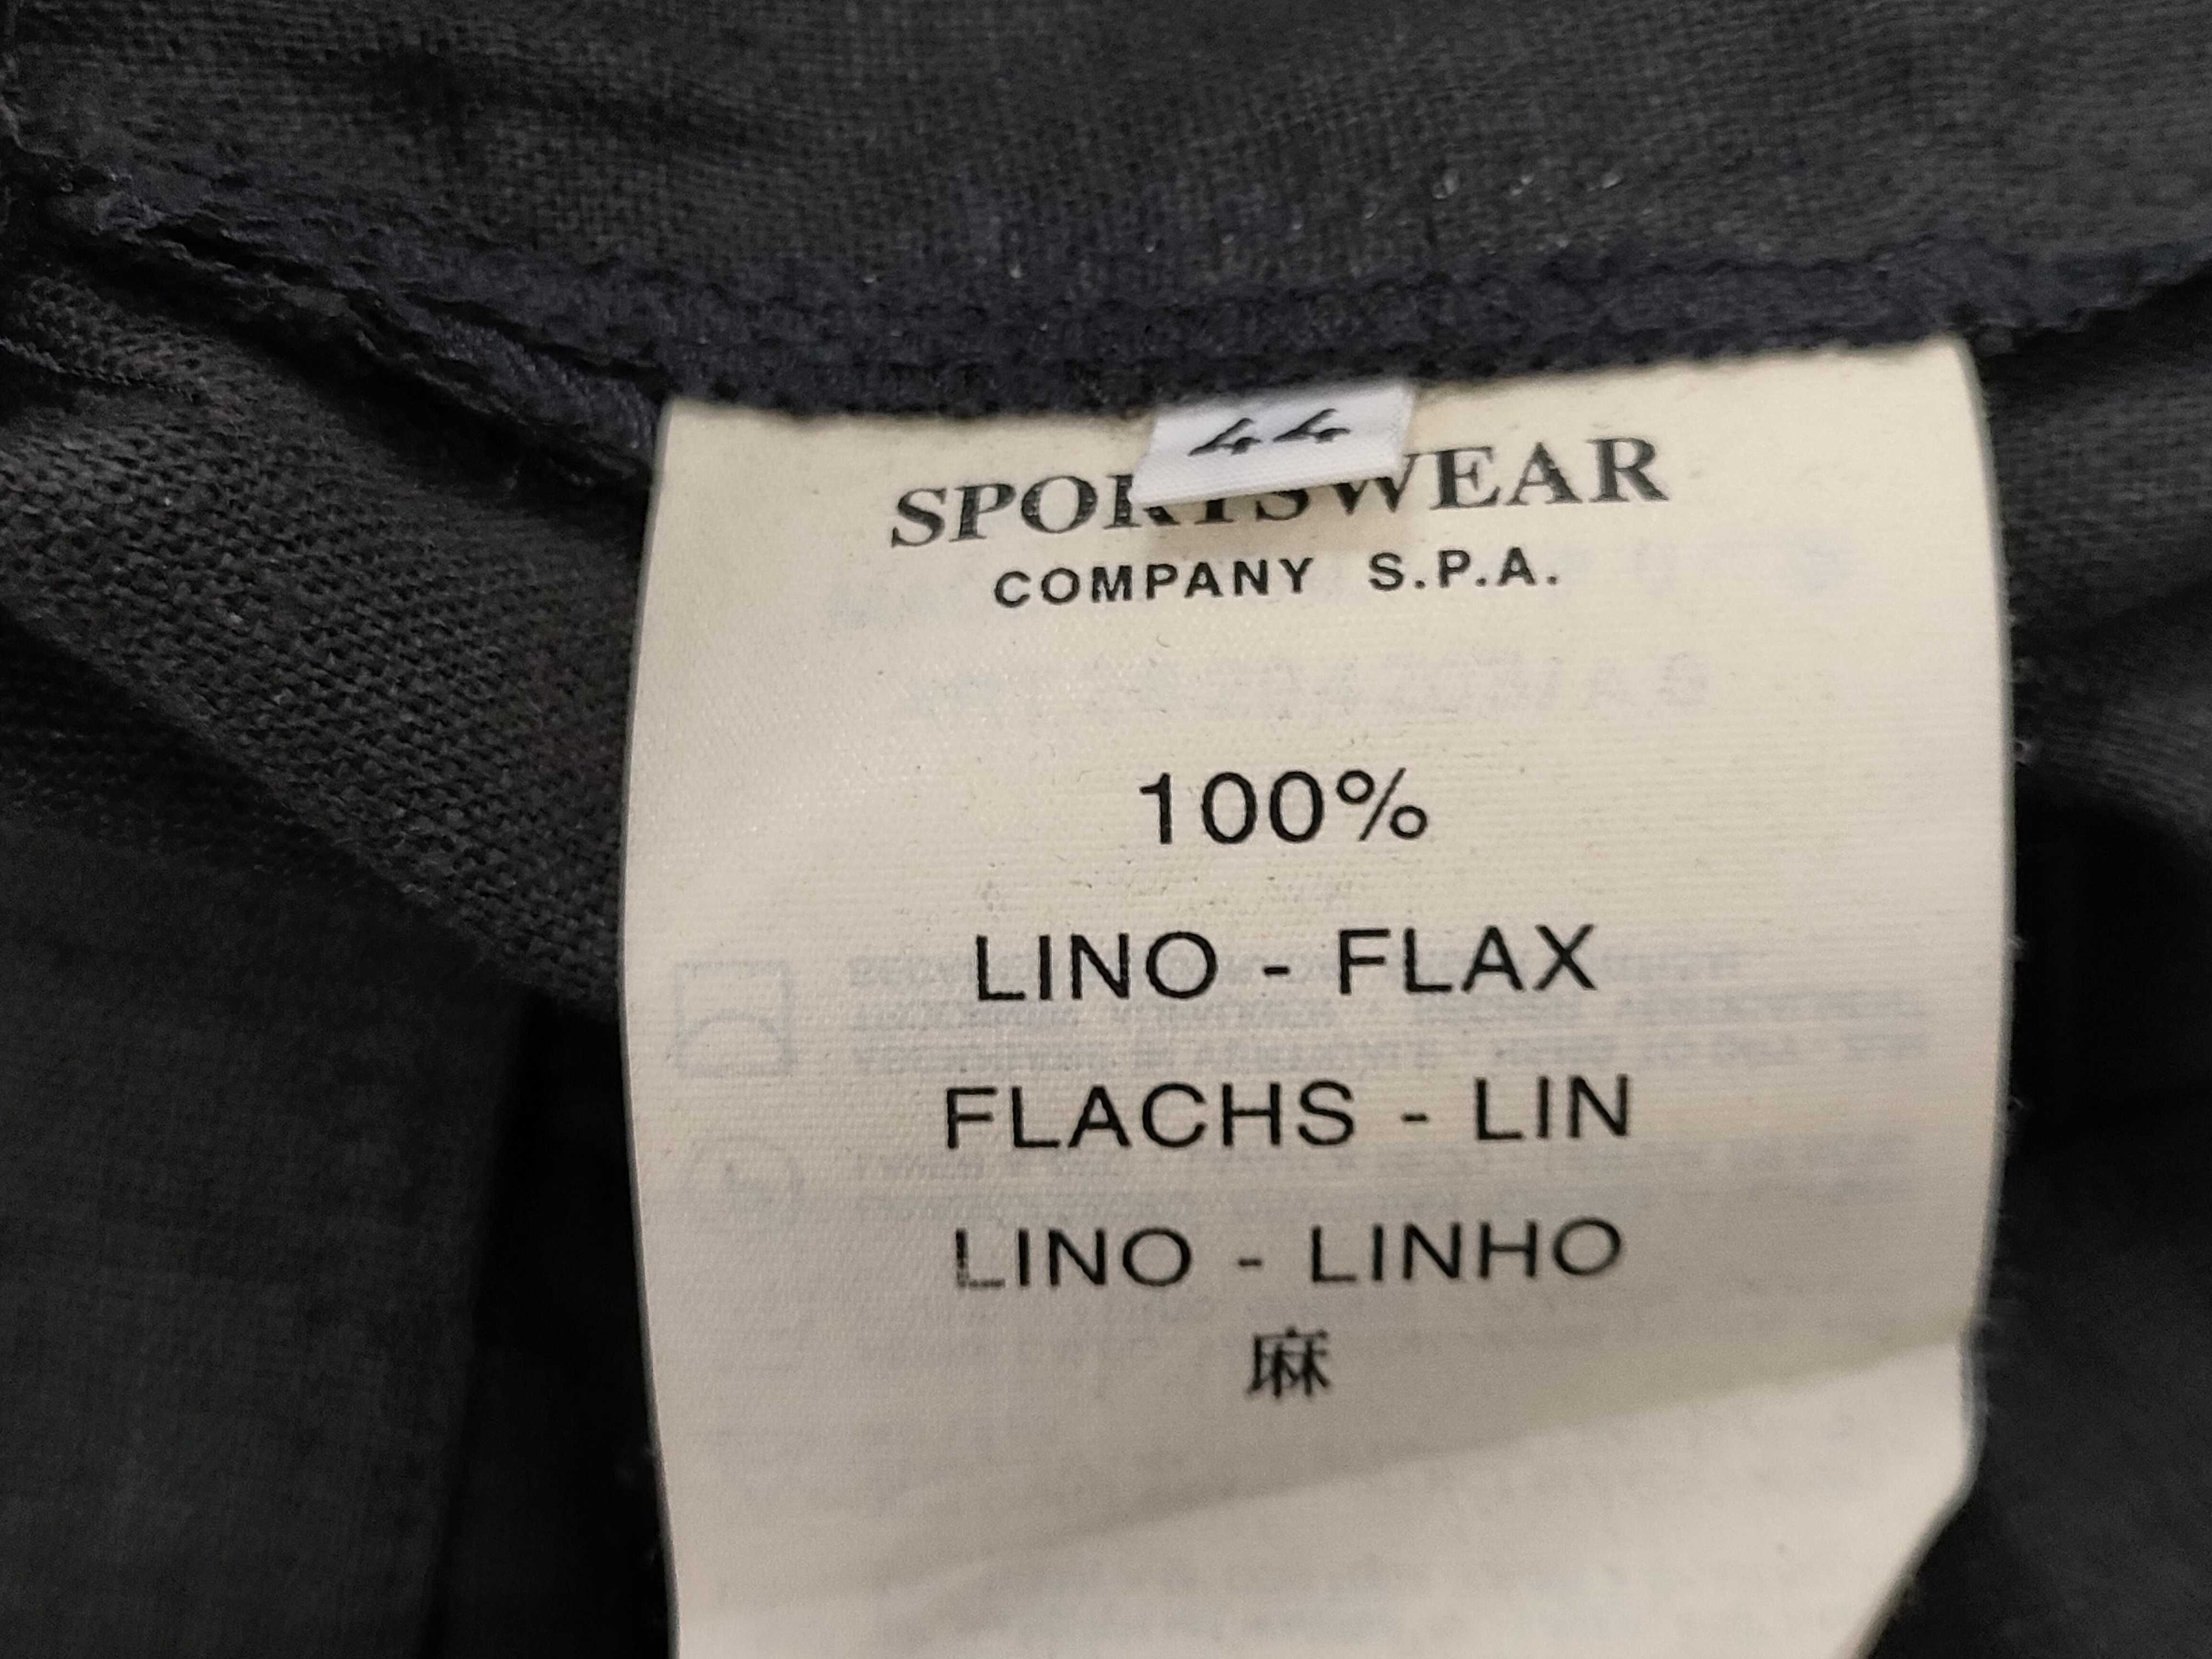 44
SPORTSWEAR
COMPANY S.P.A.
100%
LINO - FLAX
FLACHS - LIN
LINO - LINHO
麻